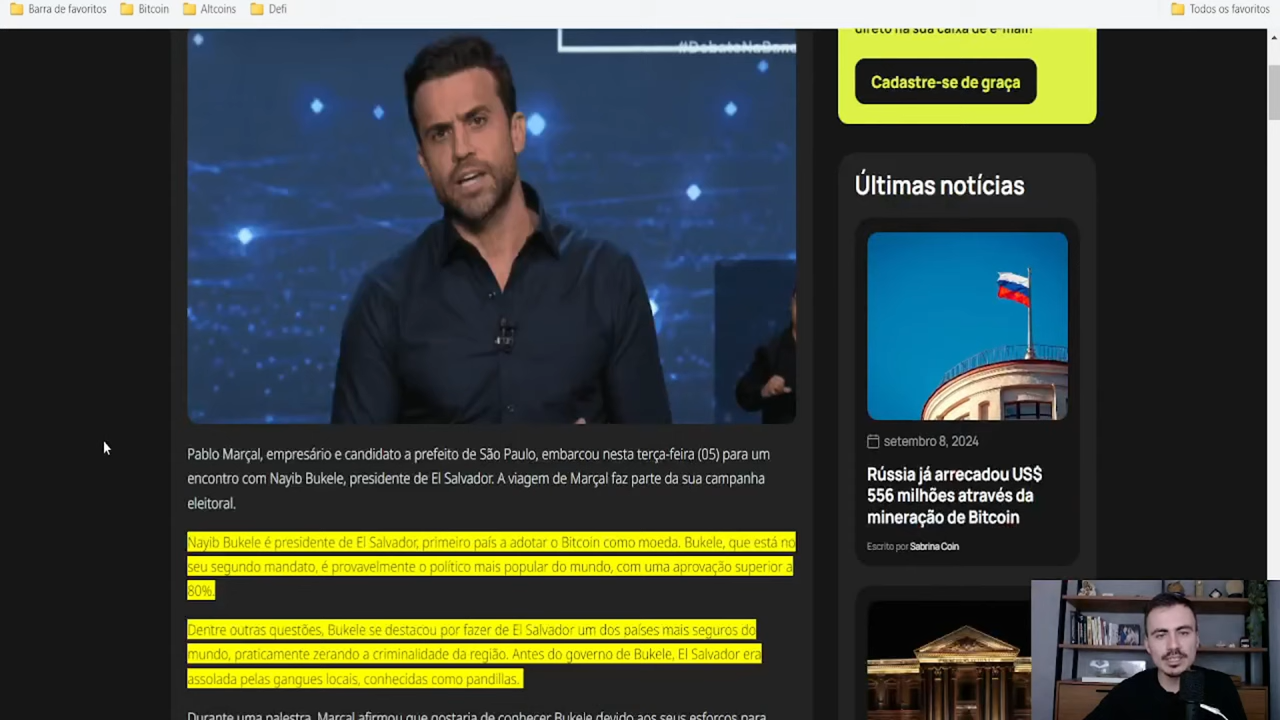 Barra de favoritos
Bitcoin
Altcoins
Defi
Todos os favoritos
#DebateNaBand
direto na sua caixa de e-mail!
Cadastre-se de graça
Últimas notícias
setembro 8, 2024
Rússia já arrecadou US$
556 milhões através da
mineração de Bitcoin
Escrito por Sabrina Coin
Pablo Marçal, empresário e candidato a prefeito de São Paulo, embarcou nesta terça-feira (05) para um
encontro com Nayib Bukele, presidente de El Salvador. A viagem de Marçal faz parte da sua campanha
eleitoral.
Nayib Bukele é presidente de El Salvador, primeiro país a adotar o Bitcoin como moeda. Bukele, que está no
seu segundo mandato, é provavelmente o político mais popular do mundo, com uma aprovação superior a
80%.
Dentre outras questões, Bukele se destacou por fazer de El Salvador um dos países mais seguros do
mundo, praticamente zerando a criminalidade da região. Antes do governo de Bukele, El Salvador era
assolada pelas gangues locais, conhecidas como pandillas.
Durante uma palestra, Marçal afirmou que gostaria de conhecer Bukele devido aos seus esforços para